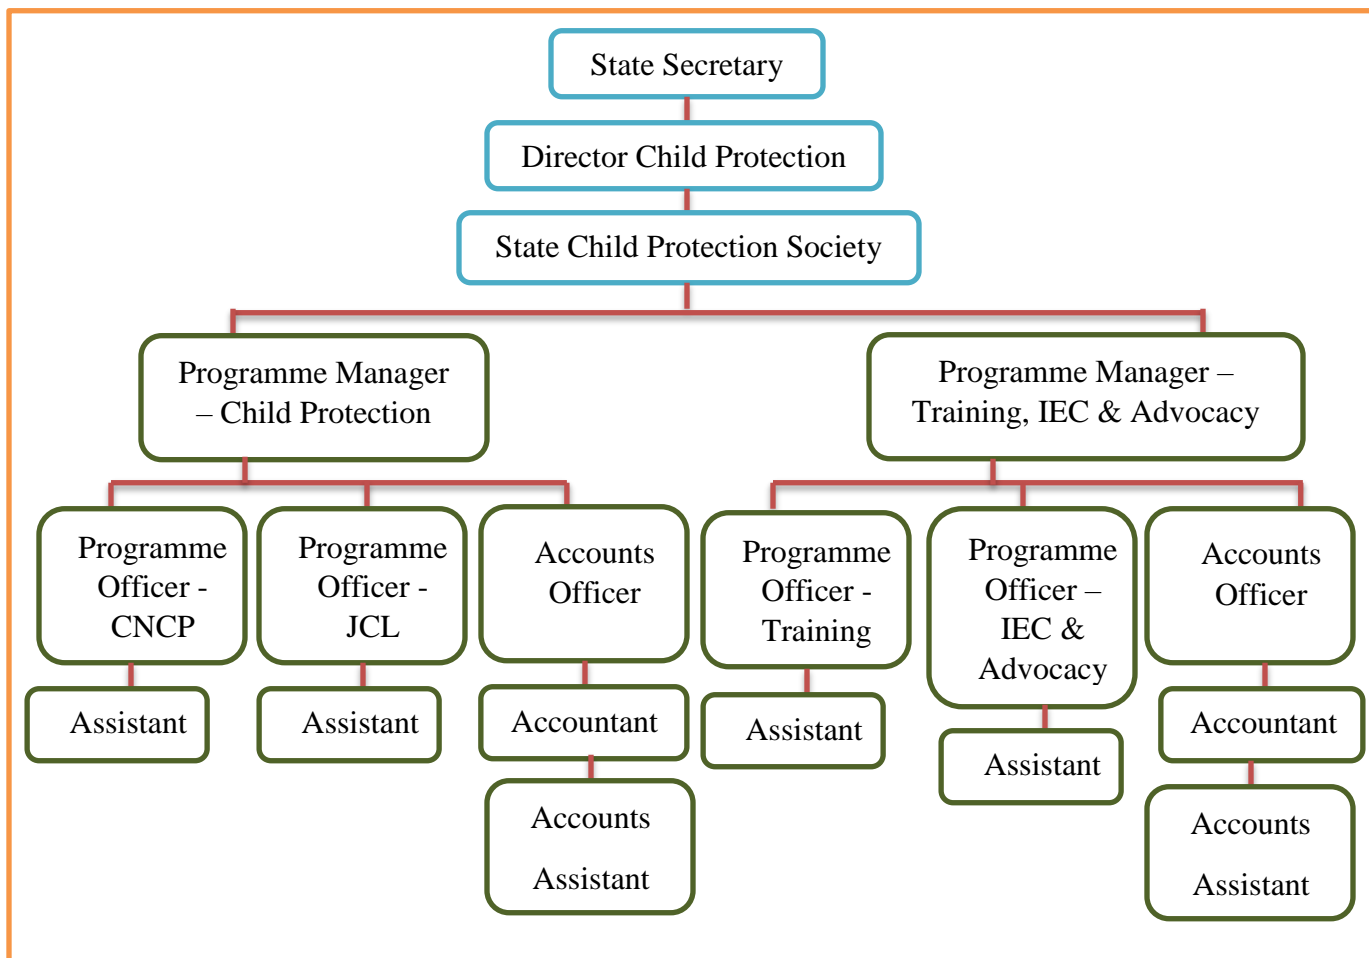 State Secretary
Director Child Protection
State Child Protection Society
Programme Manager
– Child Protection
Programme Manager –
Training, IEC & Advocacy
Programme
Officer -
CNCP
Programme
Officer -
JCL
Accounts
Officer
Programme
Officer -
Training
Programme
Officer –
IEC &
Advocacy
Accounts
Officer
Assistant
Assistant
Accountant
Assistant
Assistant
Accountant
Accounts
Assistant
Accounts
Assistant